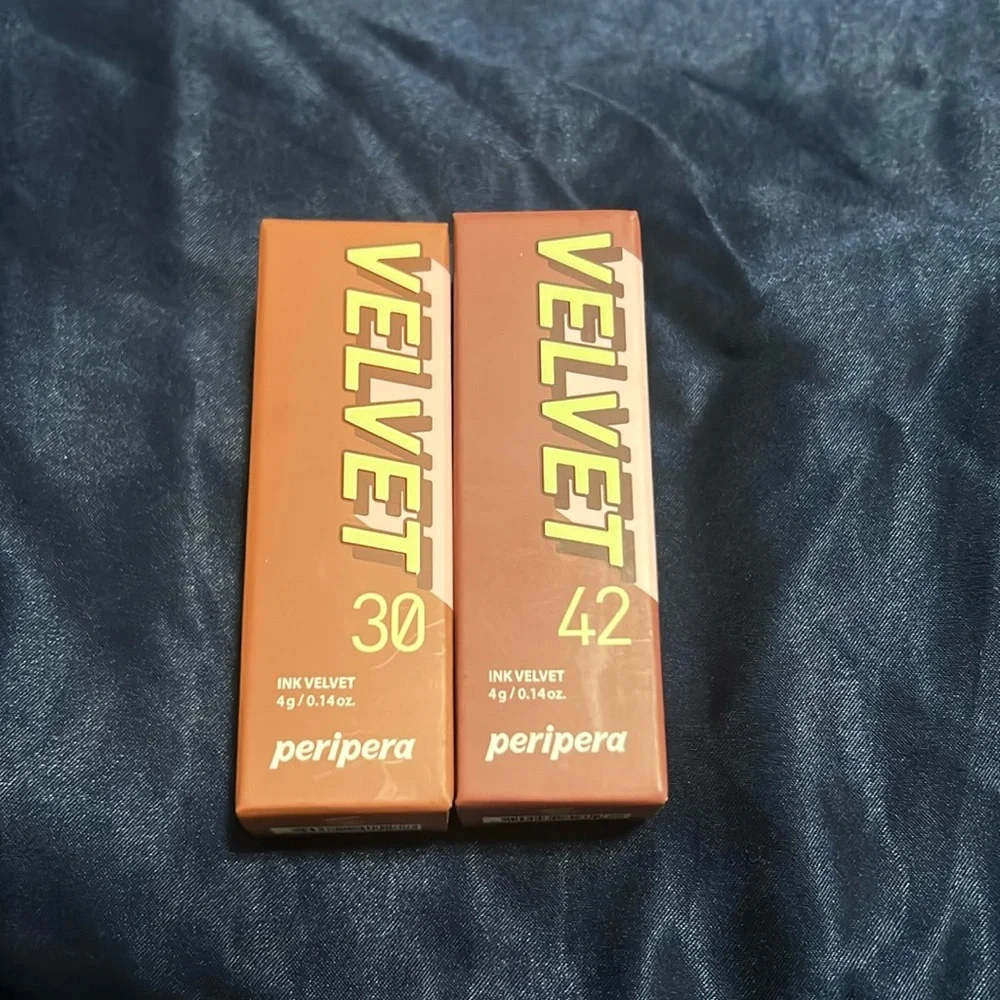 VELVET
30
INK VELVET
4g / 0.14oz.
peripera
VELVET
42
INK VELVET
4g / 0.14oz.
peripera